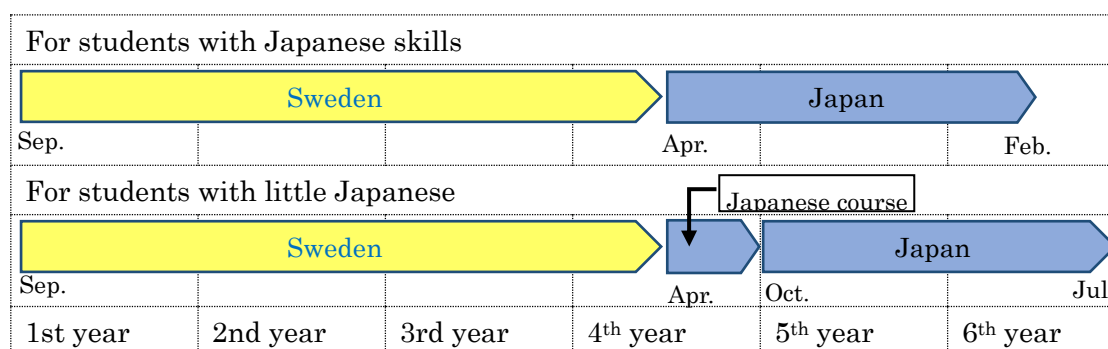 For students with Japanese skills
Sweden
Japan
Sep.
Apr.
Feb.
For students with little Japanese
Japanese course
Sweden
Japan
Sep.
Apr.
Oct.
Jul
1st year 2nd year 3rd year 4th year 5th year 6th year